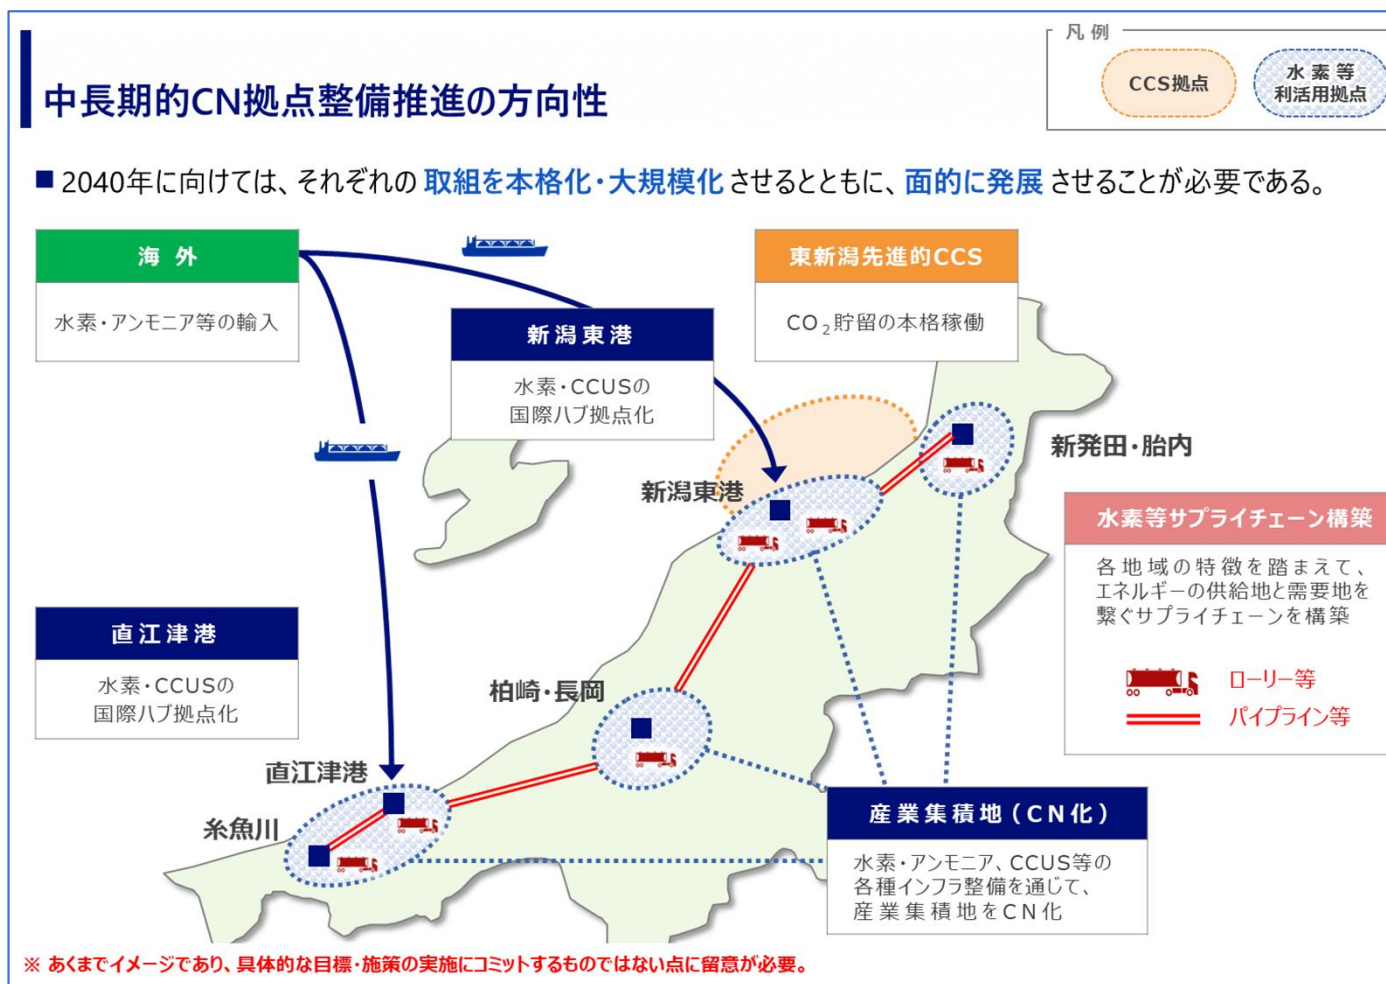 凡例
CCS拠点
水素等
利活用拠点
中長期的CN拠点整備推進の方向性
■ 2040年に向けては、それぞれの 取組を本格化・大規模化 させるとともに、面的に発展 させることが必要である。
海外
水素・アンモニア等の輸入
新潟東港
水素・CCUSの
国際ハブ拠点化
東新潟先進的CCS
CO₂貯留の本格稼働
新発田・胎内
新潟東港
水素等サプライチェーン構築
各地域の特徴を踏まえて、
エネルギーの供給地と需要地を
繋ぐサプライチェーンを構築
ローリー等
パイプライン等
直江津港
水素・CCUSの
国際ハブ拠点化
柏崎・長岡
直江津港
糸魚川
産業集積地（CN化）
水素・アンモニア、CCUS等の
各種インフラ整備を通じて、
産業集積地をCN化
※ あくまでイメージであり、具体的な目標・施策の実施にコミットするものではない点に留意が必要。